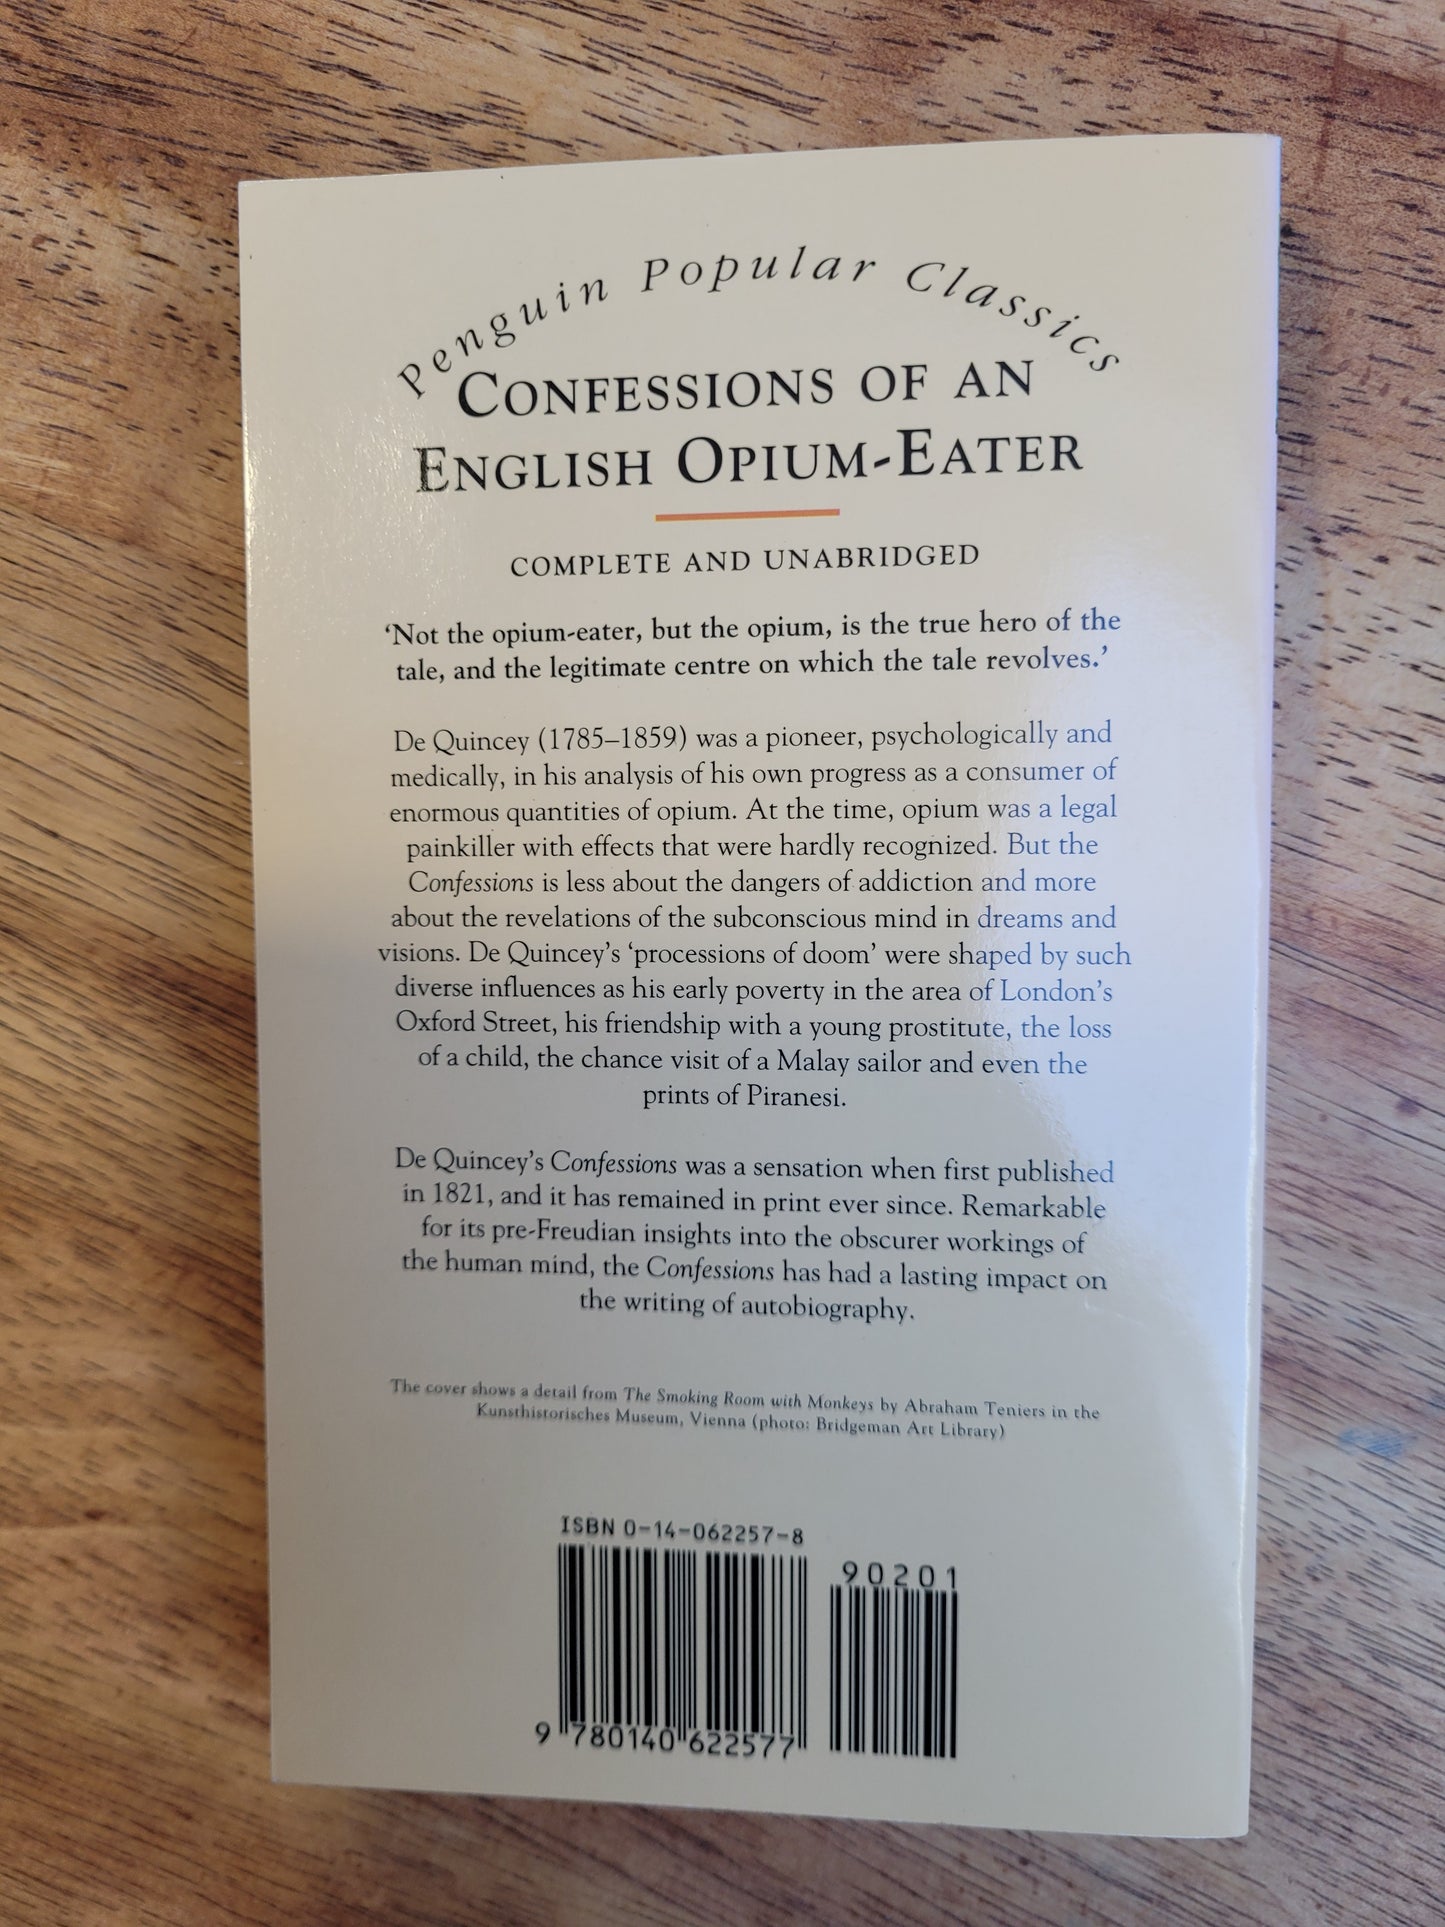 Penguin Popular Classics
CONFESSIONS OF AN
ENGLISH OPIUM-EATER
COMPLETE AND UNABRIDGED
‘Not the opium-eater, but the opium, is the true hero of the
tale, and the legitimate centre on which the tale revolves.’
De Quincey (1785–1859) was a pioneer, psychologically and
medically, in his analysis of his own progress as a consumer of
enormous quantities of opium. At the time, opium was a legal
painkiller with effects that were hardly recognized. But the
Confessions is less about the dangers of addiction and more
about the revelations of the subconscious mind in dreams and
visions. De Quincey’s ‘processions of doom’ were shaped by such
diverse influences as his early poverty in the area of London’s
Oxford Street, his friendship with a young prostitute, the loss
of a child, the chance visit of a Malay sailor and even the
prints of Piranesi.
De Quincey’s Confessions was a sensation when first published
in 1821, and it has remained in print ever since. Remarkable
for its pre-Freudian insights into the obscurer workings of
the human mind, the Confessions has had a lasting impact on
the writing of autobiography.
The cover shows a detail from The Smoking Room with Monkeys by Abraham Teniers in the
Kunsthistorisches Museum, Vienna (photo: Bridgeman Art Library)
ISBN 0-14-062257-8
90201
9 780140 622577